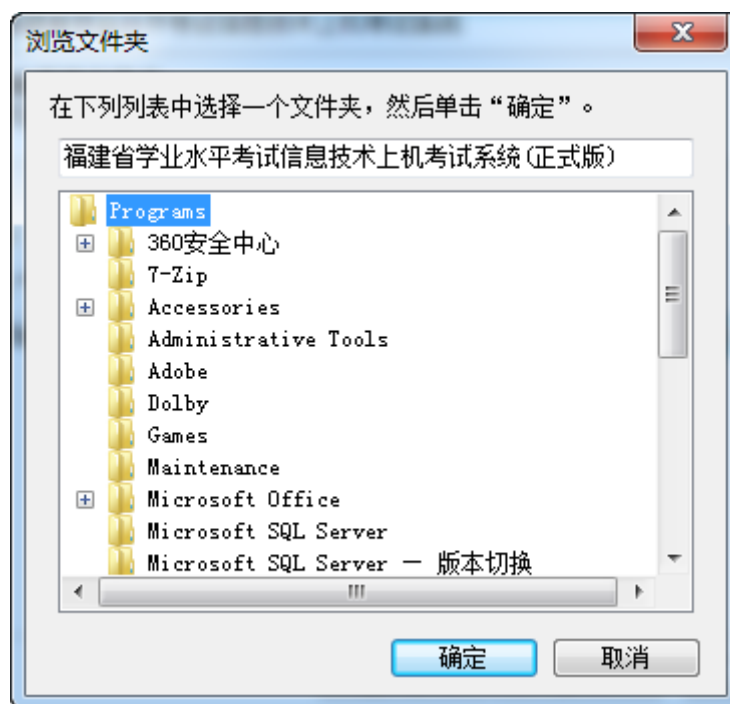 浏览文件夹
在下列列表中选择一个文件夹，然后单击“确定”。
福建省学业水平考试信息技术上机考试系统(正式版)
Programs
360安全中心
7-Zip
Accessories
Administrative Tools
Adobe
Dolby
Games
Maintenance
Microsoft Office
Microsoft SQL Server
Microsoft SQL Server — 版本切换
确定
取消